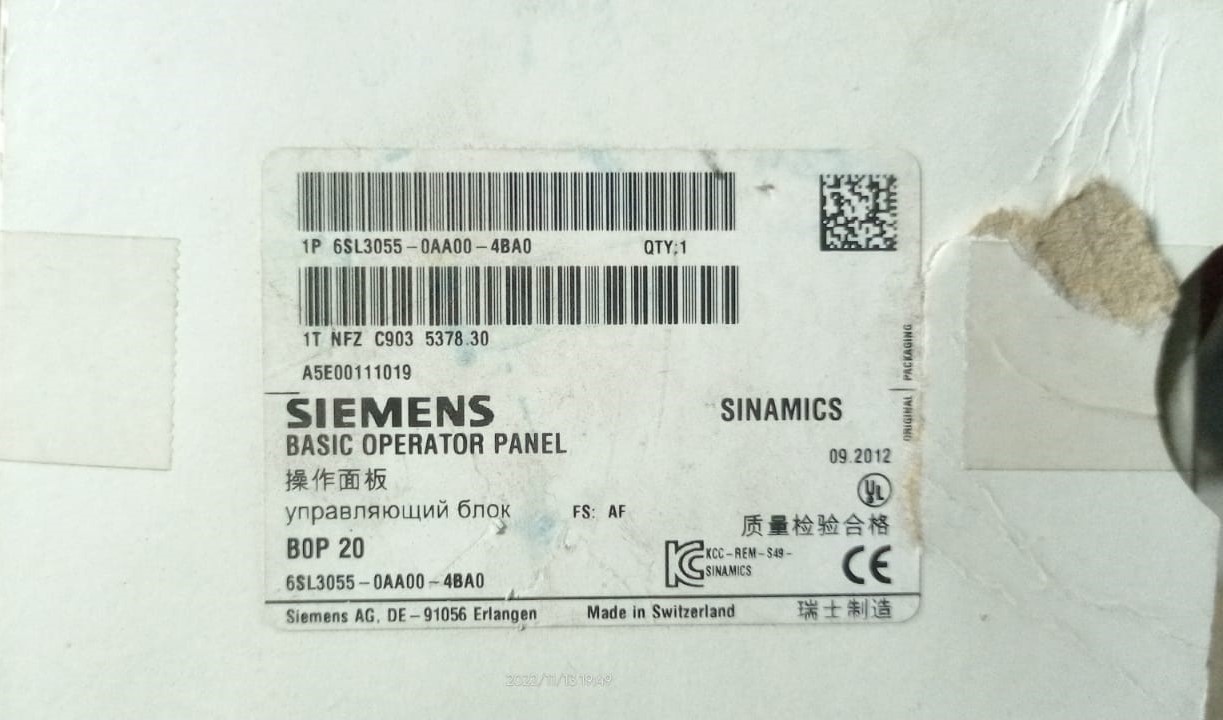 1P 6SL3055-0AA00-4BA0 QTY:1
1T NFZ C903 5378.30
A5E00111019
ORIGINAL PACKAGING
SIEMENS SINAMICS
BASIC OPERATOR PANEL
09.2012
操作面板
UL
управляющий блок FS: AF
质量检验合格
BOP 20
KCC-REM-S49-
SINAMICS
CE
6SL3055-0AA00-4BA0
Siemens AG, DE-91056 Erlangen Made in Switzerland 瑞士制造